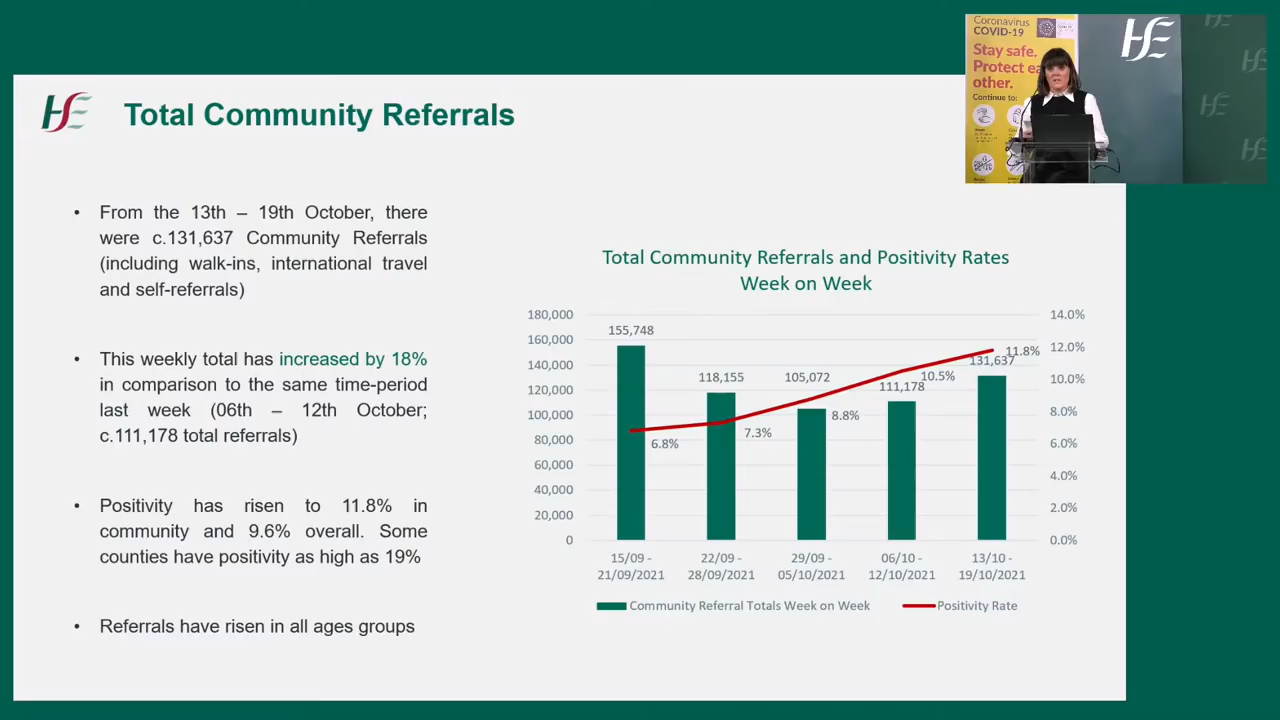 HSE
Total Community Referrals
Coronavirus
COVID-19
Stay safe.
Protect ea
other.
Continue to:
HSE
• From the 13th – 19th October, there
were c.131,637 Community Referrals
(including walk-ins, international travel
and self-referrals)
• This weekly total has increased by 18%
in comparison to the same time-period
last week (06th – 12th October;
c.111,178 total referrals)
• Positivity has risen to 11.8% in
community and 9.6% overall. Some
counties have positivity as high as 19%
• Referrals have risen in all ages groups
Total Community Referrals and Positivity Rates
Week on Week
180,000
160,000
140,000
120,000
100,000
80,000
60,000
40,000
20,000
0
155,748
118,155
105,072
111,178
131,637
6.8%
7.3%
8.8%
10.5%
11.8%
14.0%
12.0%
10.0%
8.0%
6.0%
4.0%
2.0%
0.0%
15/09 -
21/09/2021
22/09 -
28/09/2021
29/09 -
05/10/2021
06/10 -
12/10/2021
13/10 -
19/10/2021
Community Referral Totals Week on Week
Positivity Rate